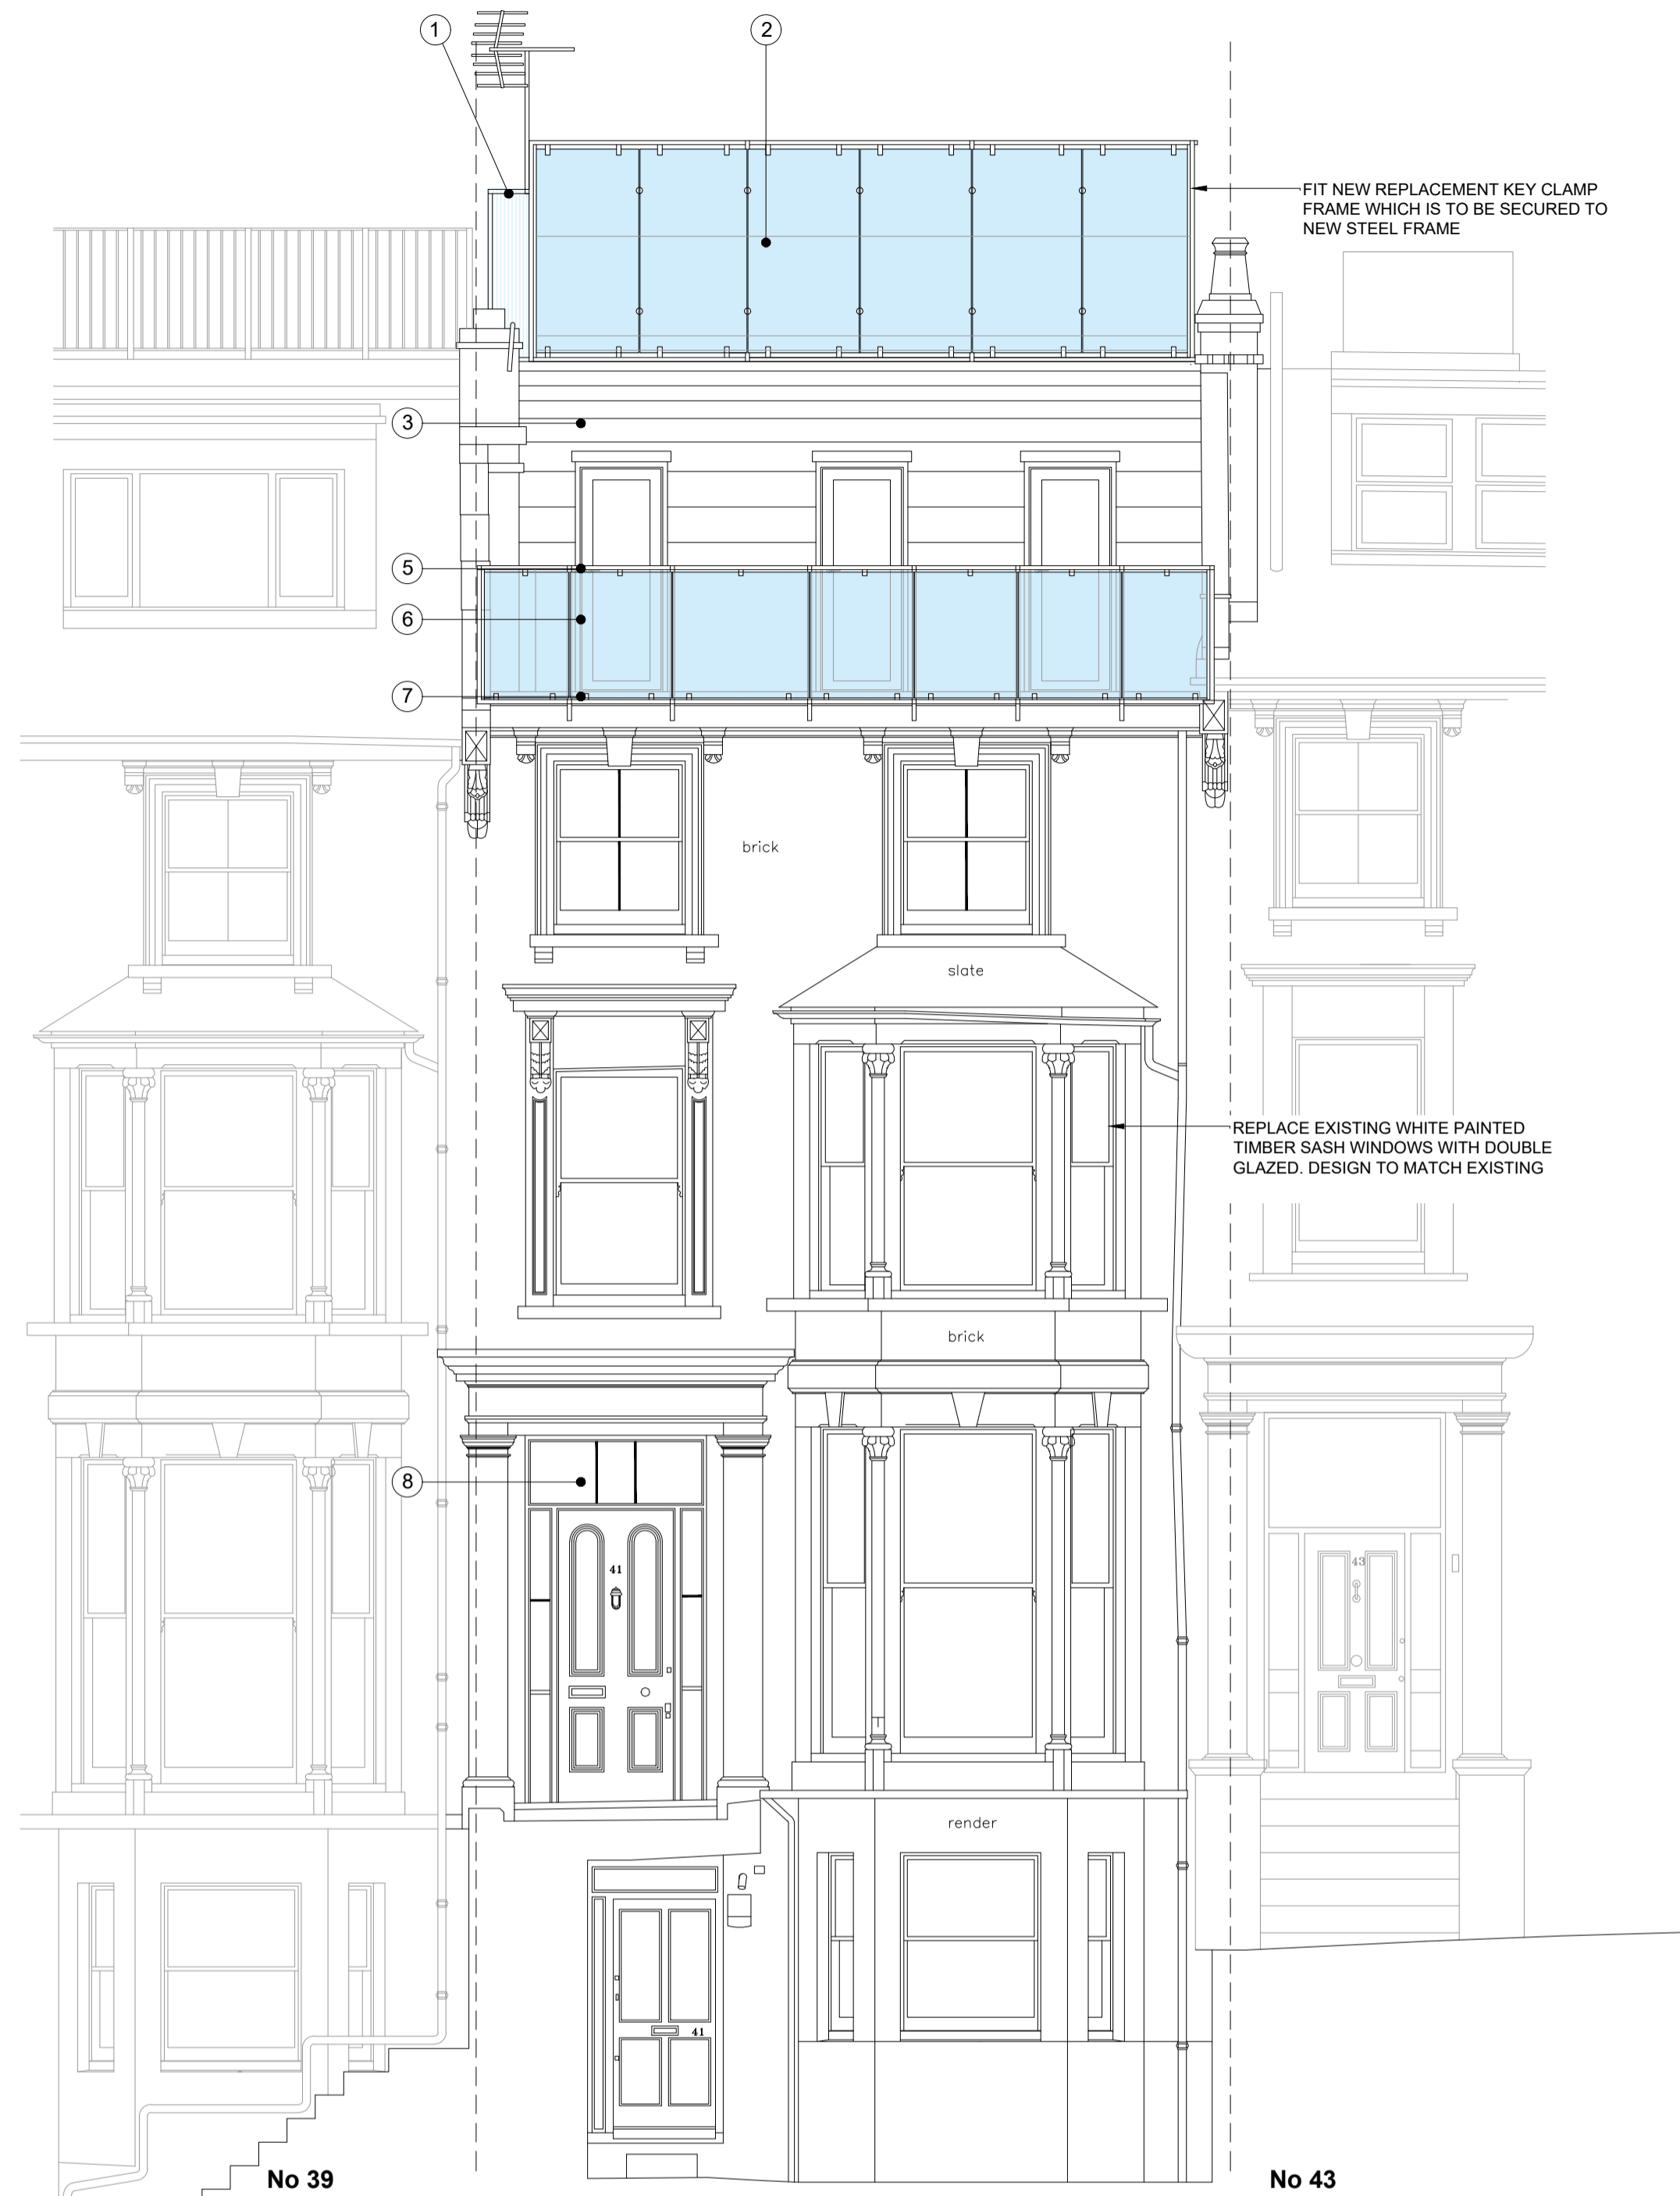 1
2
FIT NEW REPLACEMENT KEY CLAMP
FRAME WHICH IS TO BE SECURED TO
NEW STEEL FRAME
3
5
6
7
brick
slate
REPLACE EXISTING WHITE PAINTED
TIMBER SASH WINDOWS WITH DOUBLE
GLAZED. DESIGN TO MATCH EXISTING
brick
8
41
43
render
41
No 39
No 43